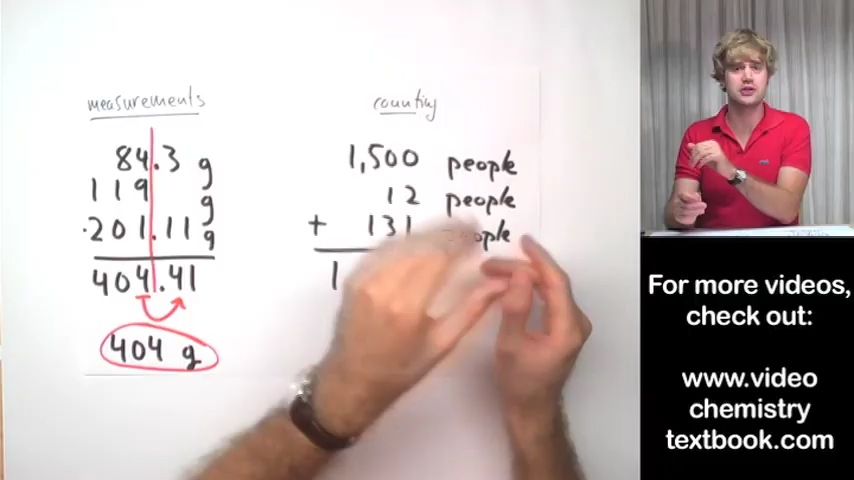 measurements
84.3 g
119 g
201.11 g
404.41
404 g
counting
1,500 people
12 people
+ 131 people
1
For more videos,
check out:
www.video
chemistry
textbook.com